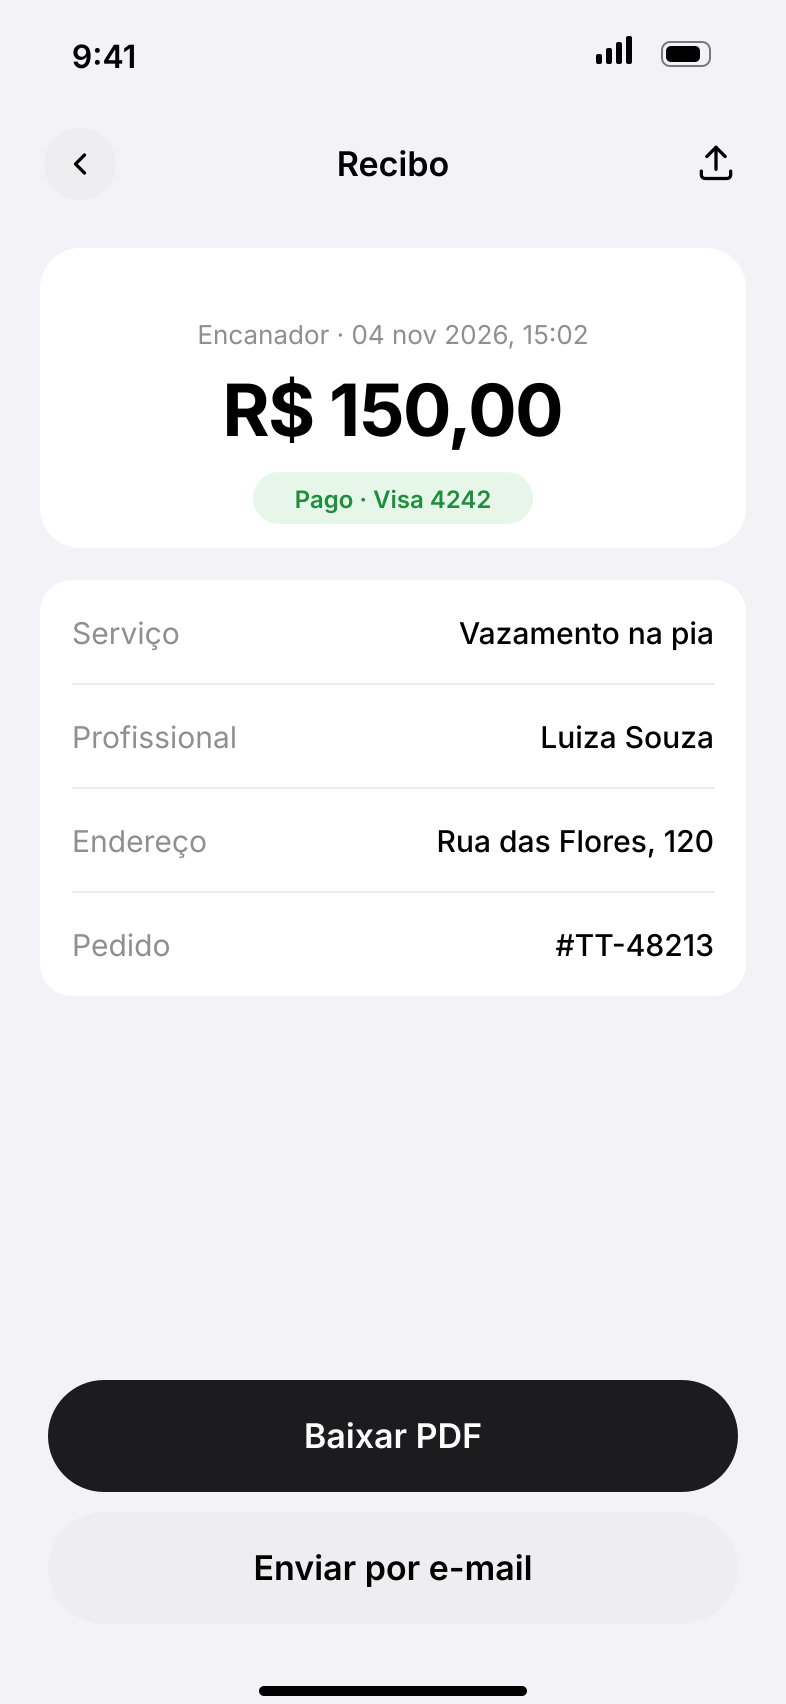 9:41
Recibo
Encanador · 04 nov 2026, 15:02
R$ 150,00
Pago · Visa 4242
Serviço Vazamento na pia
Profissional Luiza Souza
Endereço Rua das Flores, 120
Pedido #TT-48213
Baixar PDF
Enviar por e-mail